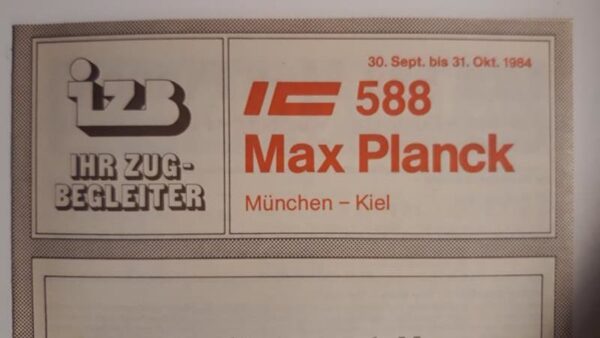 izb
IHR ZUG-
BEGLEITER
30. Sept. bis 31. Okt. 1984
IC 588
Max Planck
München – Kiel